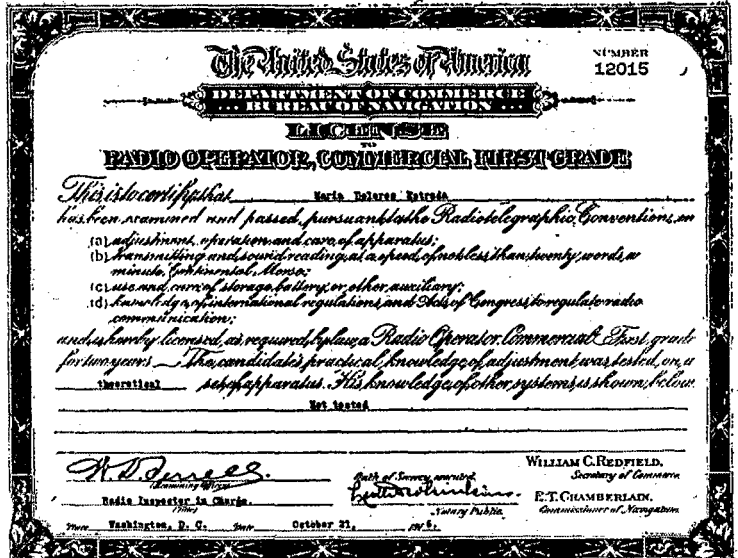 The United States of America
NUMBER
12015
DEPARTMENT OF COMMERCE
BUREAU OF NAVIGATION
LICENSE
TO
RADIO OPERATOR, COMMERCIAL FIRST GRADE
This is to certify that Maria Dolores Estrada
has been examined and passed, pursuant to the Radiotelegraphic Convention, on
(a) adjustment, operation and care of apparatus;
(b) transmitting and sound reading at a speed of not less than twenty words a
minute, Continental Morse;
(c) use and care of storage battery or other auxiliary;
(d) knowledge of international regulations and Acts of Congress to regulate radio
communication;
and is hereby licensed, as required by law, a Radio Operator, Commercial First grade
for two years. The candidate's practical knowledge of adjustment was tested on a
theoretical set of apparatus. His knowledge of other systems is shown below
Not tested
WILLIAM C. REDFIELD,
Secretary of Commerce.
(Examining Officer)
Oath of Secrecy executed
Radio Inspector in Charge.
(Title)
Notary Public.
E.T. CHAMBERLAIN,
Commissioner of Navigation
Place Washington, D. C. Date October 21, 191 6.